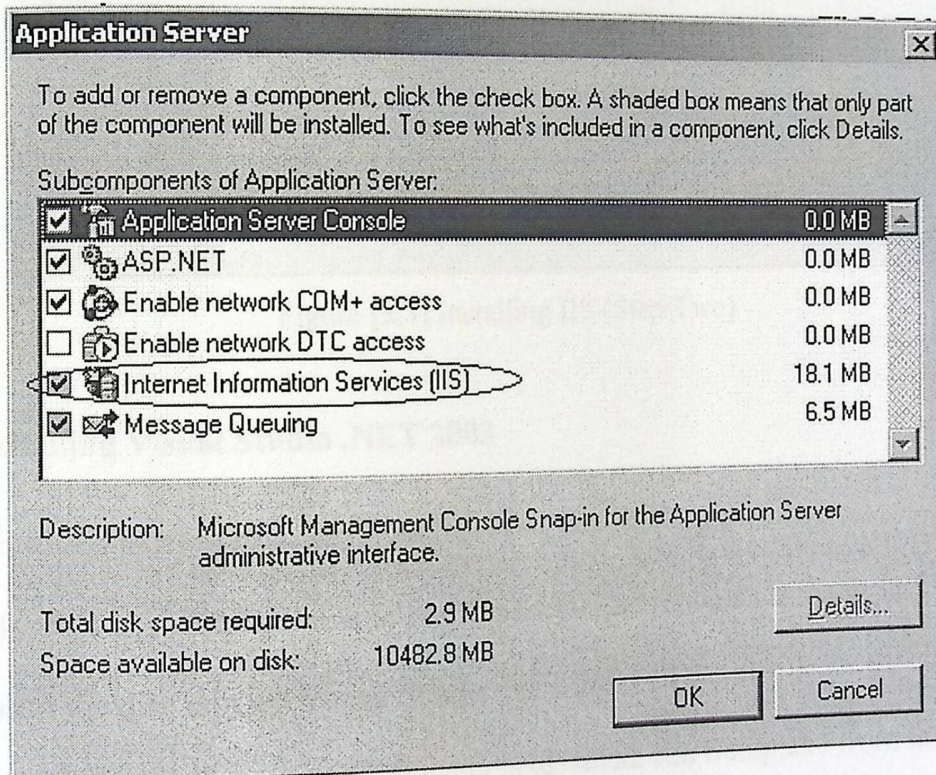 Application Server
To add or remove a component, click the check box. A shaded box means that only part
of the component will be installed. To see what's included in a component, click Details.
Subcomponents of Application Server:
Application Server Console 0.0 MB
ASP.NET 0.0 MB
Enable network COM+ access 0.0 MB
Enable network DTC access 0.0 MB
Internet Information Services (IIS) 18.1 MB
Message Queuing 6.5 MB
Description: Microsoft Management Console Snap-in for the Application Server
administrative interface.
Total disk space required: 2.9 MB
Space available on disk: 10482.8 MB
Details...
OK
Cancel